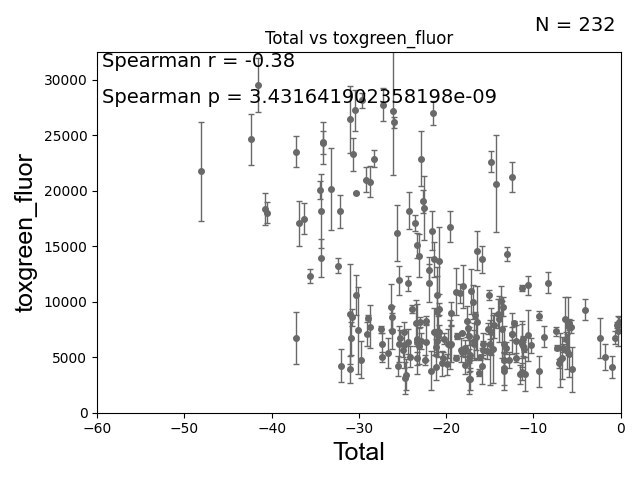 N = 232
Total vs toxgreen_fluor
Spearman r = -0.38
Spearman p = 3.431641902358198e-09
30000
25000
20000
15000
10000
5000
0
toxgreen_fluor
−60 −50 −40 −30 −20 −10 0
Total